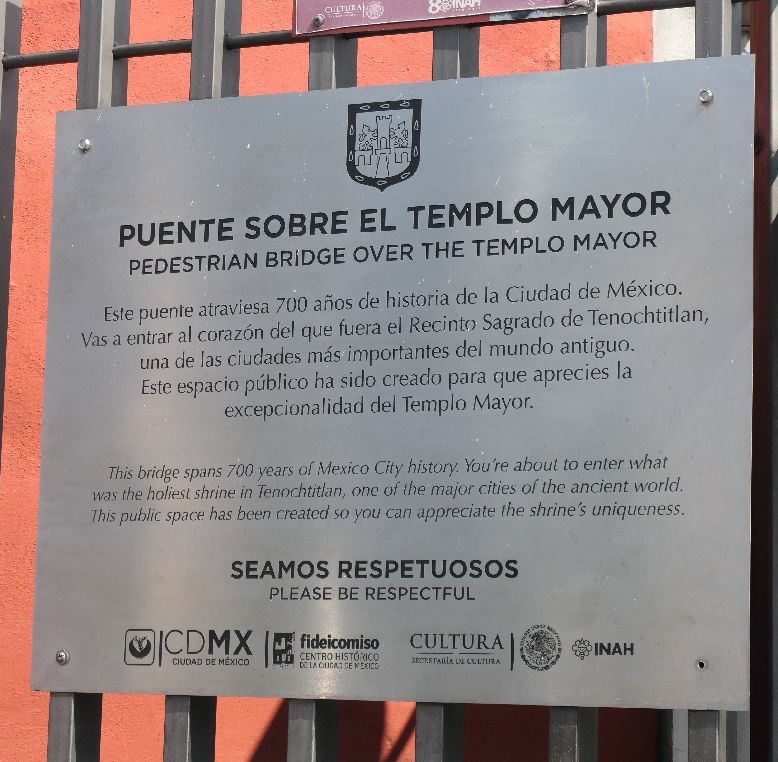 CULTURA
80 INAH
PUENTE SOBRE EL TEMPLO MAYOR
PEDESTRIAN BRIDGE OVER THE TEMPLO MAYOR
Este puente atraviesa 700 años de historia de la Ciudad de México.
Vas a entrar al corazón del que fuera el Recinto Sagrado de Tenochtitlan,
una de las ciudades más importantes del mundo antiguo.
Este espacio público ha sido creado para que aprecies la
excepcionalidad del Templo Mayor.
This bridge spans 700 years of Mexico City history. You're about to enter what
was the holiest shrine in Tenochtitlan, one of the major cities of the ancient world.
This public space has been created so you can appreciate the shrine's uniqueness.
SEAMOS RESPETUOSOS
PLEASE BE RESPECTFUL
CDMX
CIUDAD DE MÉXICO
fideicomiso
CENTRO HISTÓRICO
DE LA CIUDAD DE MÉXICO
CULTURA
SECRETARÍA DE CULTURA
INAH